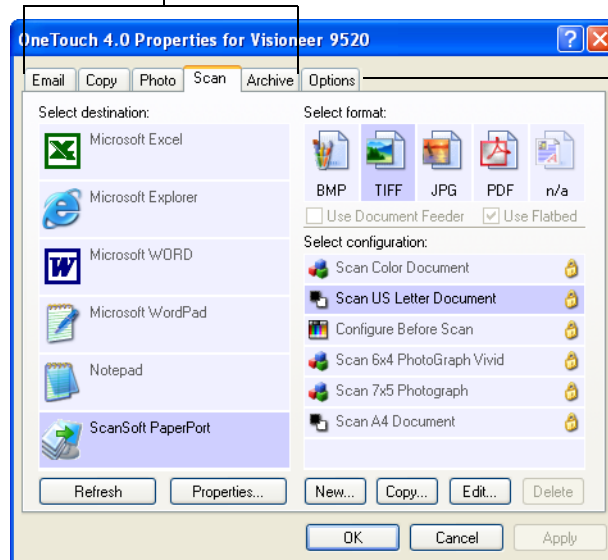 OneTouch 4.0 Properties for Visioneer 9520
Email Copy Photo Scan Archive Options
Select destination:
Microsoft Excel
Microsoft Explorer
Microsoft WORD
Microsoft WordPad
Notepad
ScanSoft PaperPort
Refresh Properties...
Select format:
BMP TIFF JPG PDF n/a
Use Document Feeder Use Flatbed
Select configuration:
Scan Color Document
Scan US Letter Document
Configure Before Scan
Scan 6x4 PhotoGraph Vivid
Scan 7x5 Photograph
Scan A4 Document
New... Copy... Edit... Delete
OK Cancel Apply